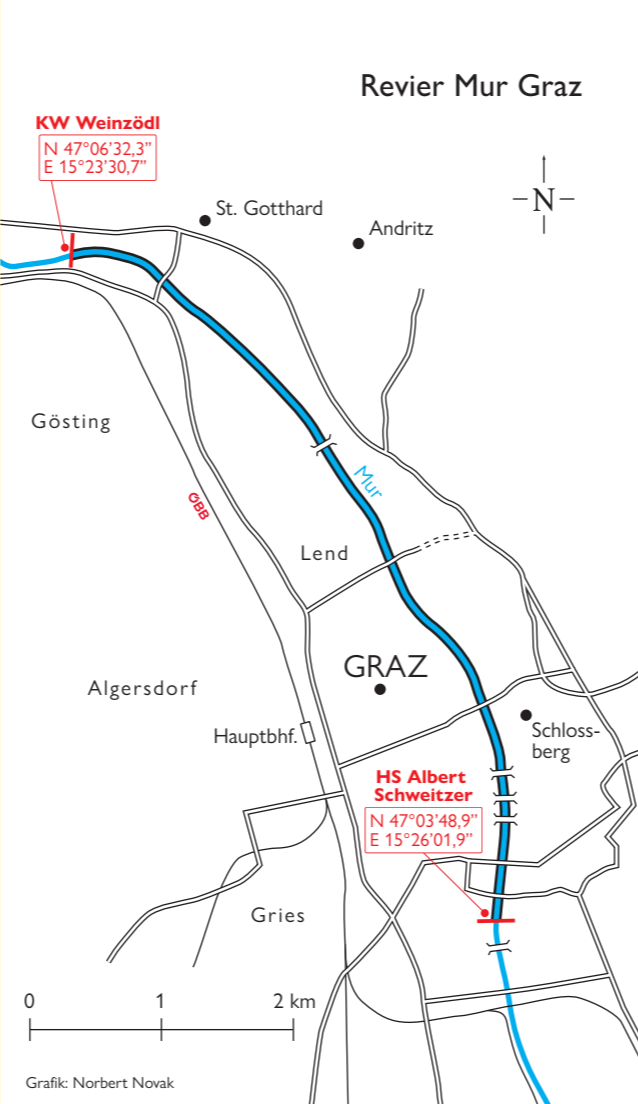 Revier Mur Graz
KW Weinzödl
N 47°06’32,3”
E 15°23’30,7”
N
St. Gotthard
Andritz
Gösting
Mur
ÖBB
Lend
GRAZ
Algersdorf
Hauptbhf.
Schloss-
berg
HS Albert
Schweitzer
N 47°03’48,9”
E 15°26’01,9”
Gries
0 1 2 km
Grafik: Norbert Novak